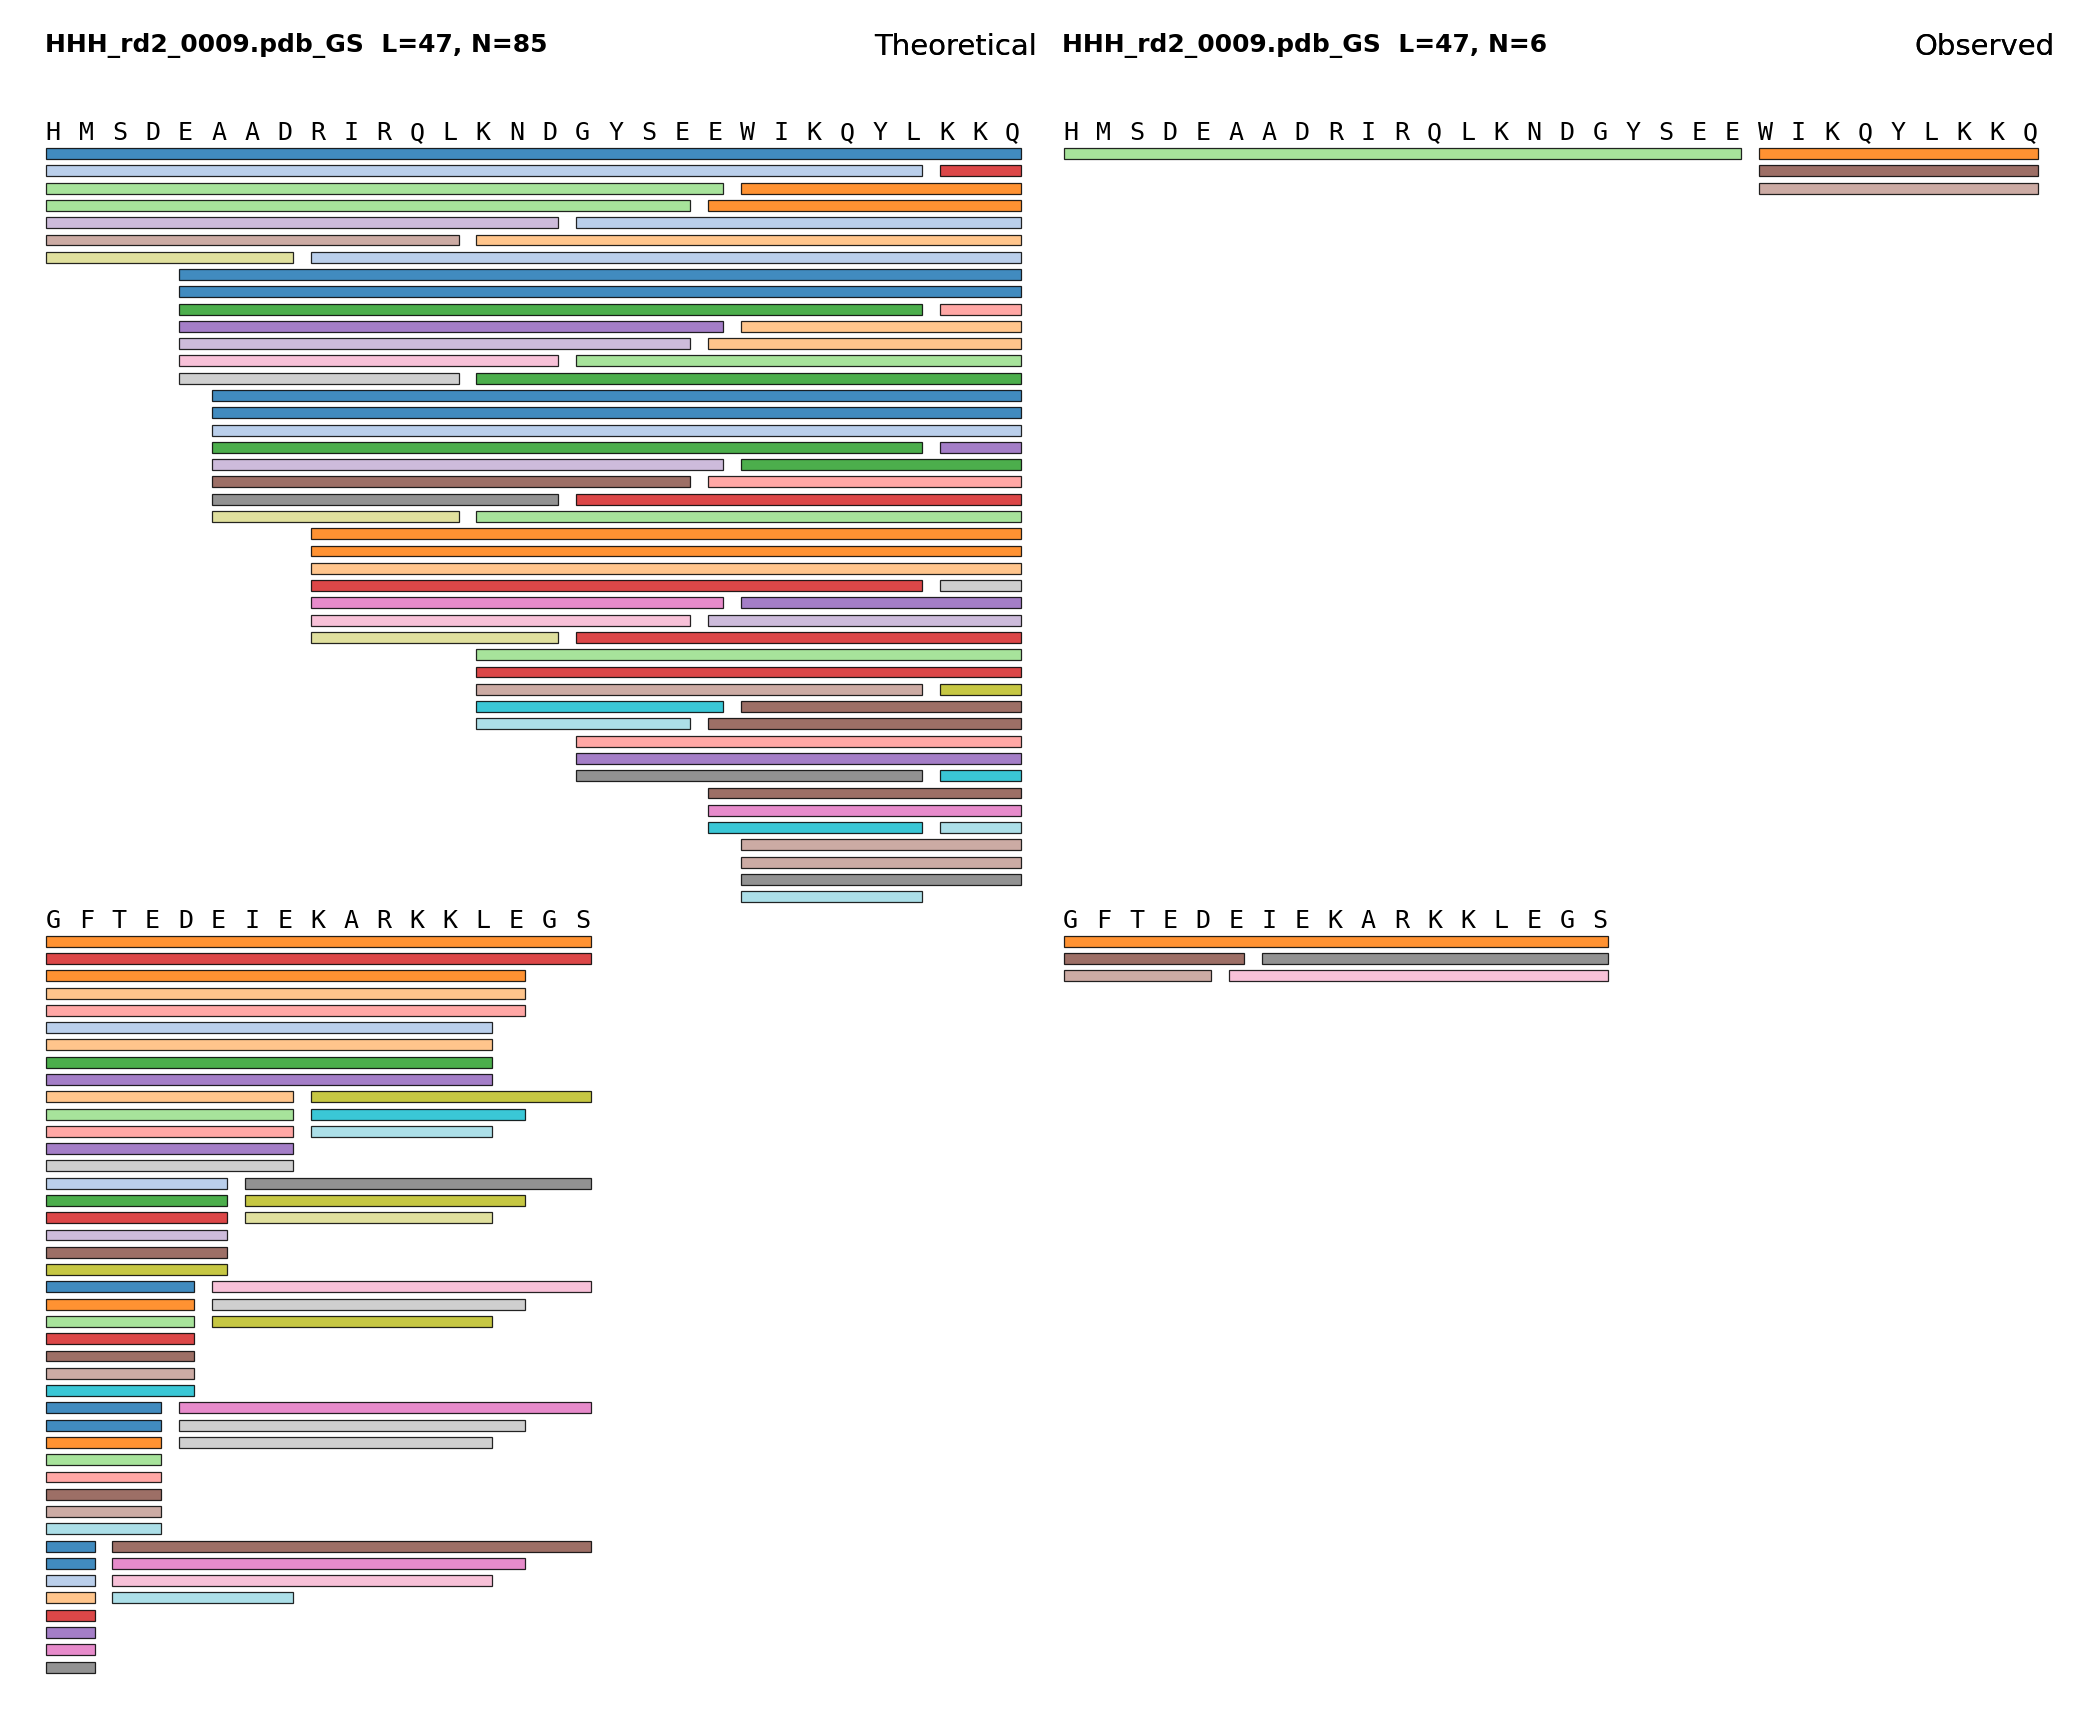 HHH_rd2_0009.pdb_GS L=47, N=85
Theoretical
H M S D E A A D R I R Q L K N D G Y S E E W I K Q Y L K K Q
G F T E D E I E K A R K K L E G S
HHH_rd2_0009.pdb_GS L=47, N=6
Observed
H M S D E A A D R I R Q L K N D G Y S E E W I K Q Y L K K Q
G F T E D E I E K A R K K L E G S